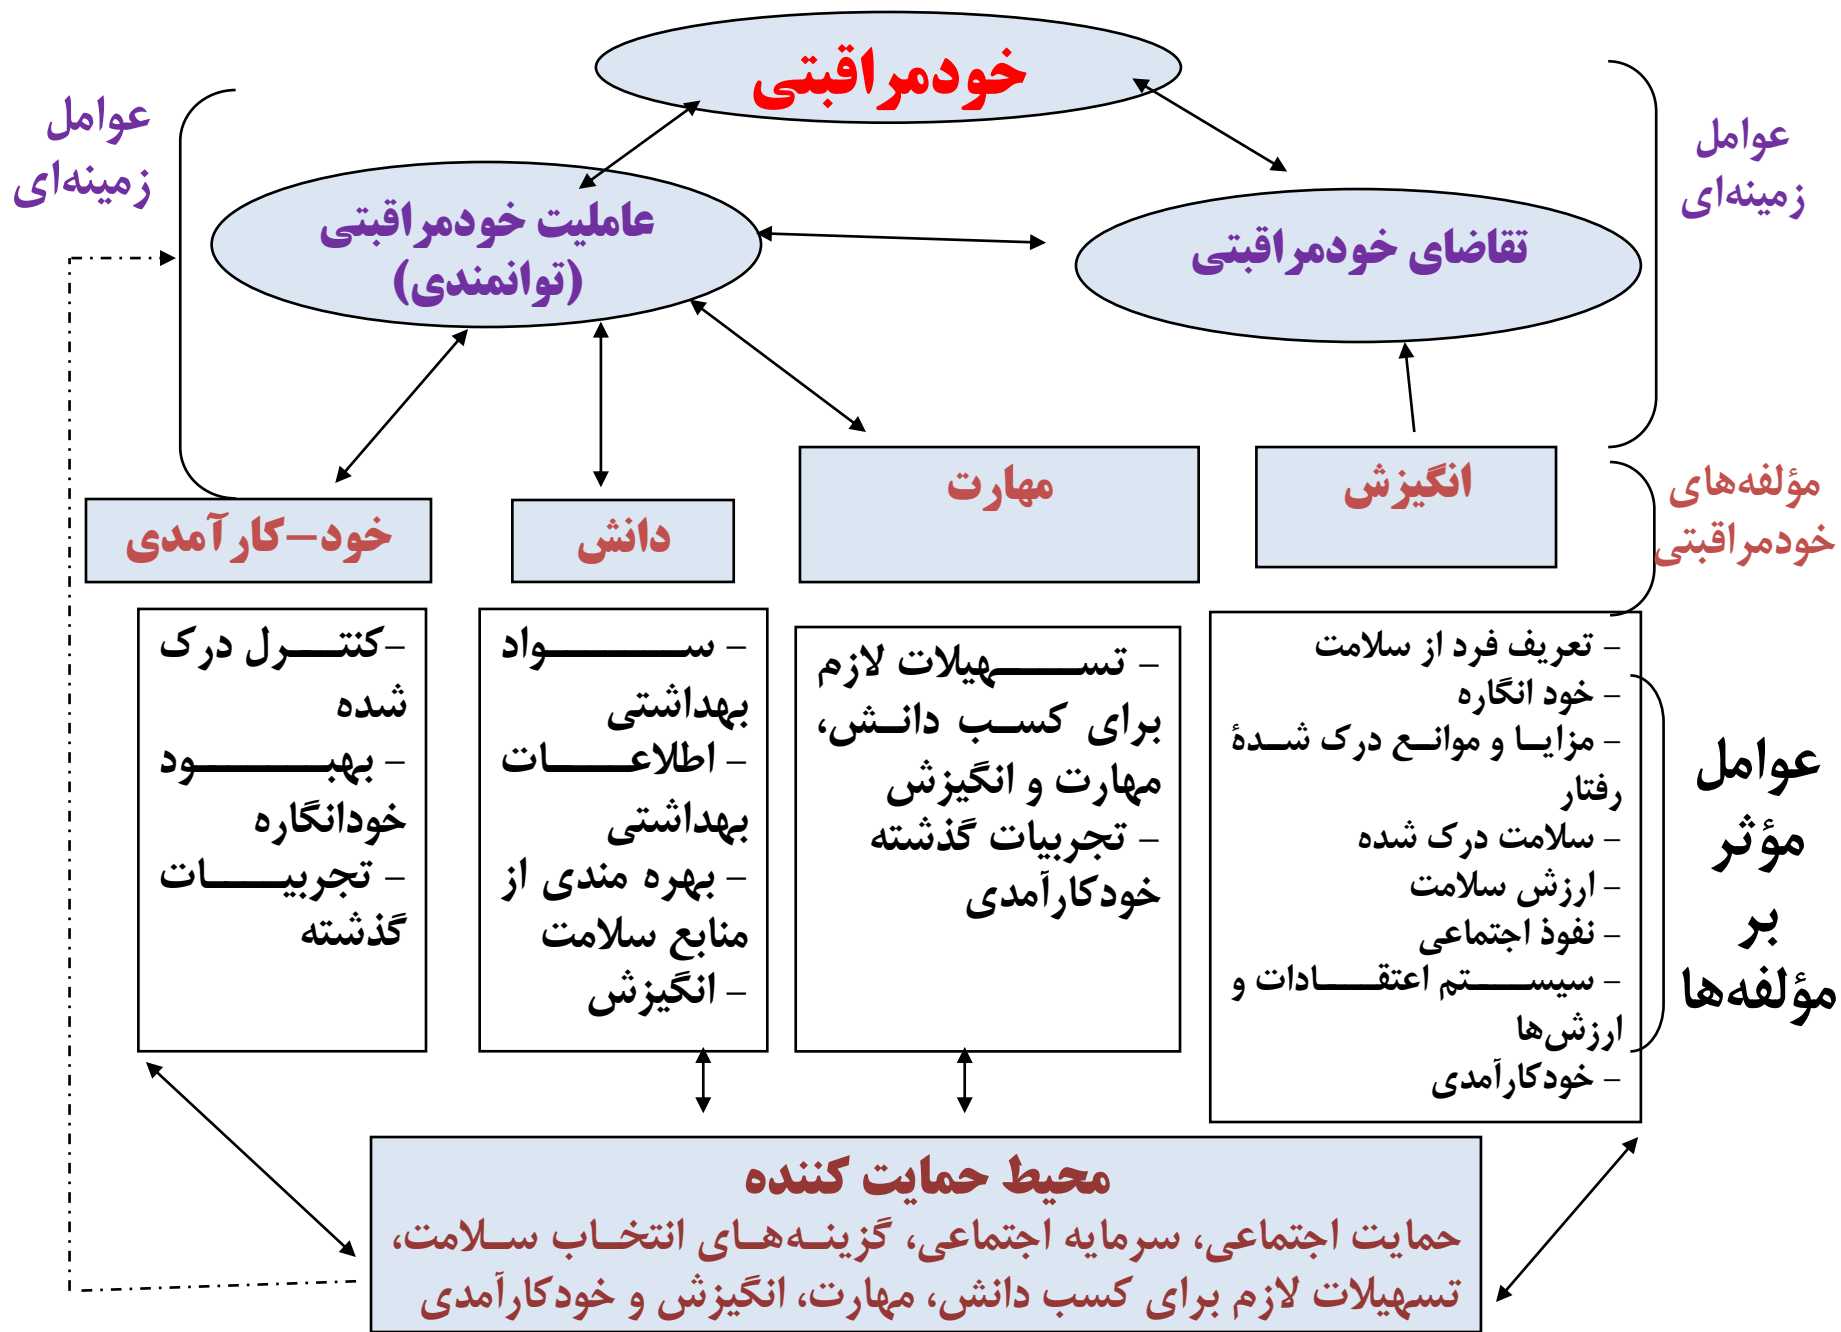 خودمراقبتی
عوامل
زمینه‌ای
عوامل
زمینه‌ای
تقاضای خودمراقبتی
عاملیت خودمراقبتی
(توانمندی)
مؤلفه‌های
خودمراقبتی
انگیزش
مهارت
دانش
خود-کارآمدی
عوامل
مؤثر
بر
مؤلفه‌ها
- تعریف فرد از سلامت
- خود انگاره
- مزایا و موانع درک شدۀ
رفتار
- سلامت درک شده
- ارزش سلامت
- نفوذ اجتماعی
- سیستم اعتقادات و
ارزش‌ها
- خودکارآمدی
- تسهیلات لازم
برای کسب دانش،
مهارت و انگیزش
- تجربیات گذشته
خودکارآمدی
- سواد
بهداشتی
- اطلاعات
بهداشتی
- بهره مندی از
منابع سلامت
- انگیزش
-کنترل درک
شده
- بهبود
خودانگاره
- تجربیات
گذشته
محیط حمایت کننده
حمایت اجتماعی، سرمایه اجتماعی، گزینه‌های انتخاب سلامت،
تسهیلات لازم برای کسب دانش، مهارت، انگیزش و خودکارآمدی